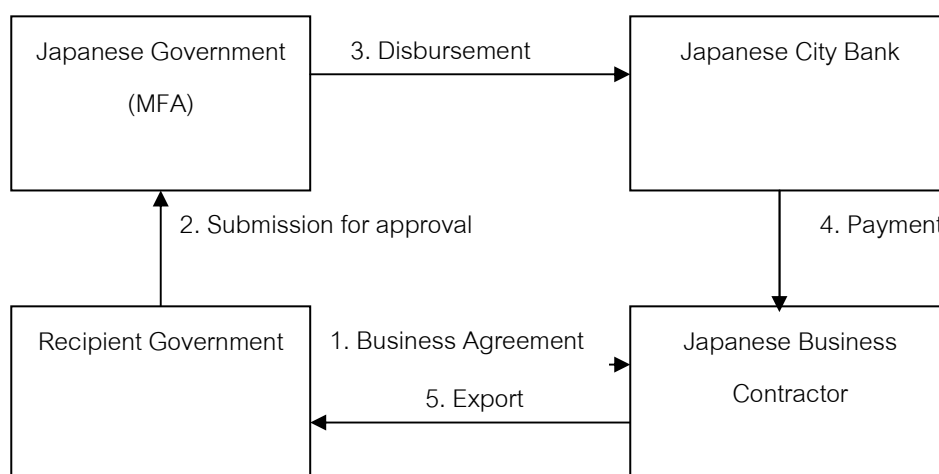 Japanese Government
(MFA)
3. Disbursement
Japanese City Bank
2. Submission for approval
4. Payment
Recipient Government
1. Business Agreement
Japanese Business
Contractor
5. Export